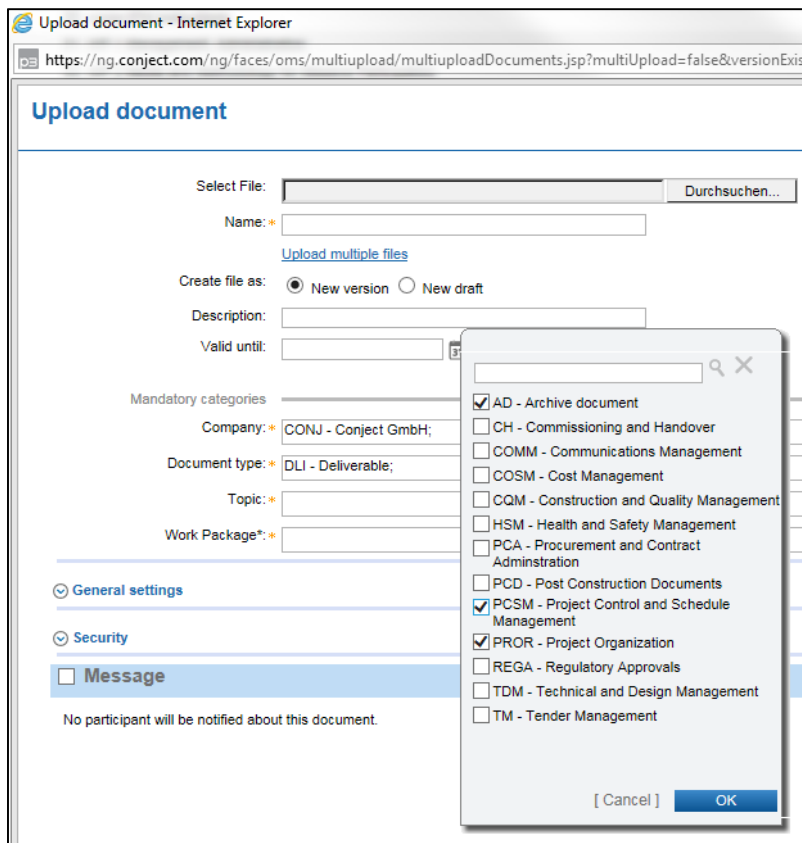 Upload document - Internet Explorer
https://ng.conject.com/ng/faces/oms/multiupload/multiuploadDocuments.jsp?multiUpload=false&versionExis
Upload document
Select File:
Durchsuchen...
Name:*
Upload multiple files
Create file as:
New version
New draft
Description:
Valid until:
Mandatory categories
Company:* CONJ - Conject GmbH;
Document type:* DLI - Deliverable;
Topic:*
Work Package*:*
General settings
Security
Message
No participant will be notified about this document.
AD - Archive document
CH - Commissioning and Handover
COMM - Communications Management
COSM - Cost Management
CQM - Construction and Quality Management
HSM - Health and Safety Management
PCA - Procurement and Contract
Adminstration
PCD - Post Construction Documents
PCSM - Project Control and Schedule
Management
PROR - Project Organization
REGA - Regulatory Approvals
TDM - Technical and Design Management
TM - Tender Management
[ Cancel ]
OK